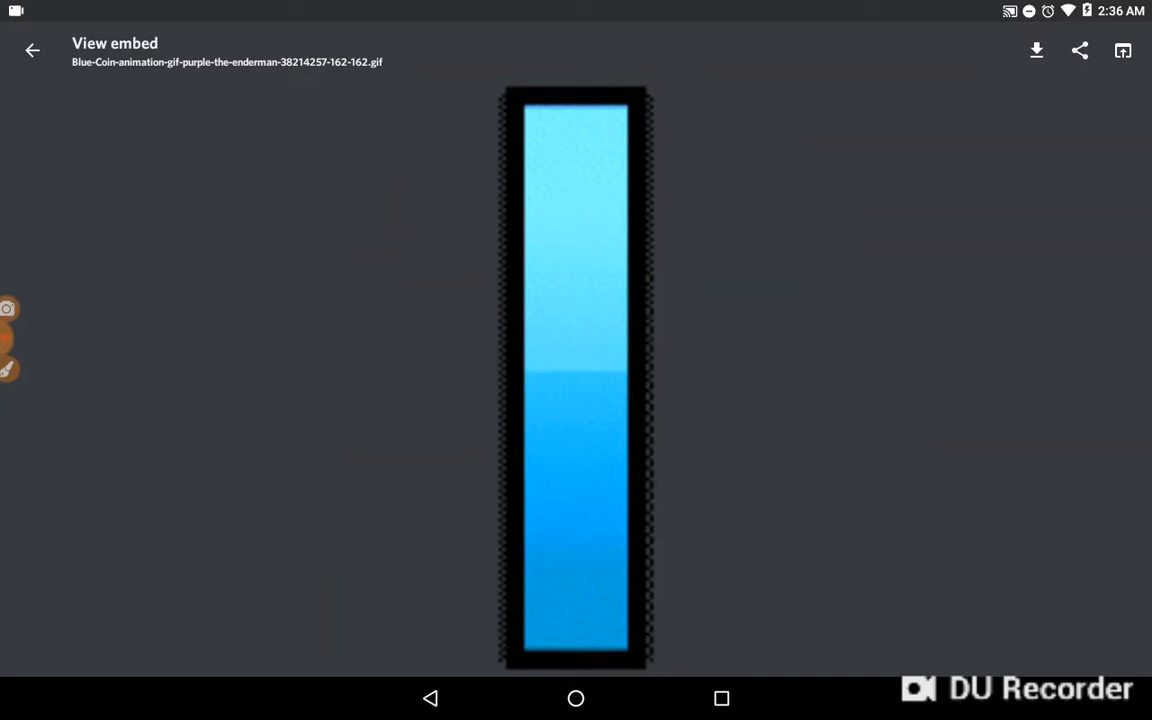 2:36 AM
View embed
Blue-Coin-animation-gif-purple-the-enderman-38214257-162-162.gif
DU Recorder